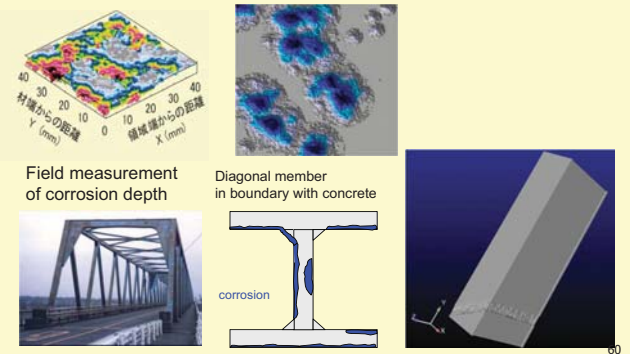 40
30
20
10
0
10
20
30
40
材端からの距離
Y (mm)
領域端からの距離
X (mm)
Field measurement
of corrosion depth
Diagonal member
in boundary with concrete
corrosion
Y
Z
X
60